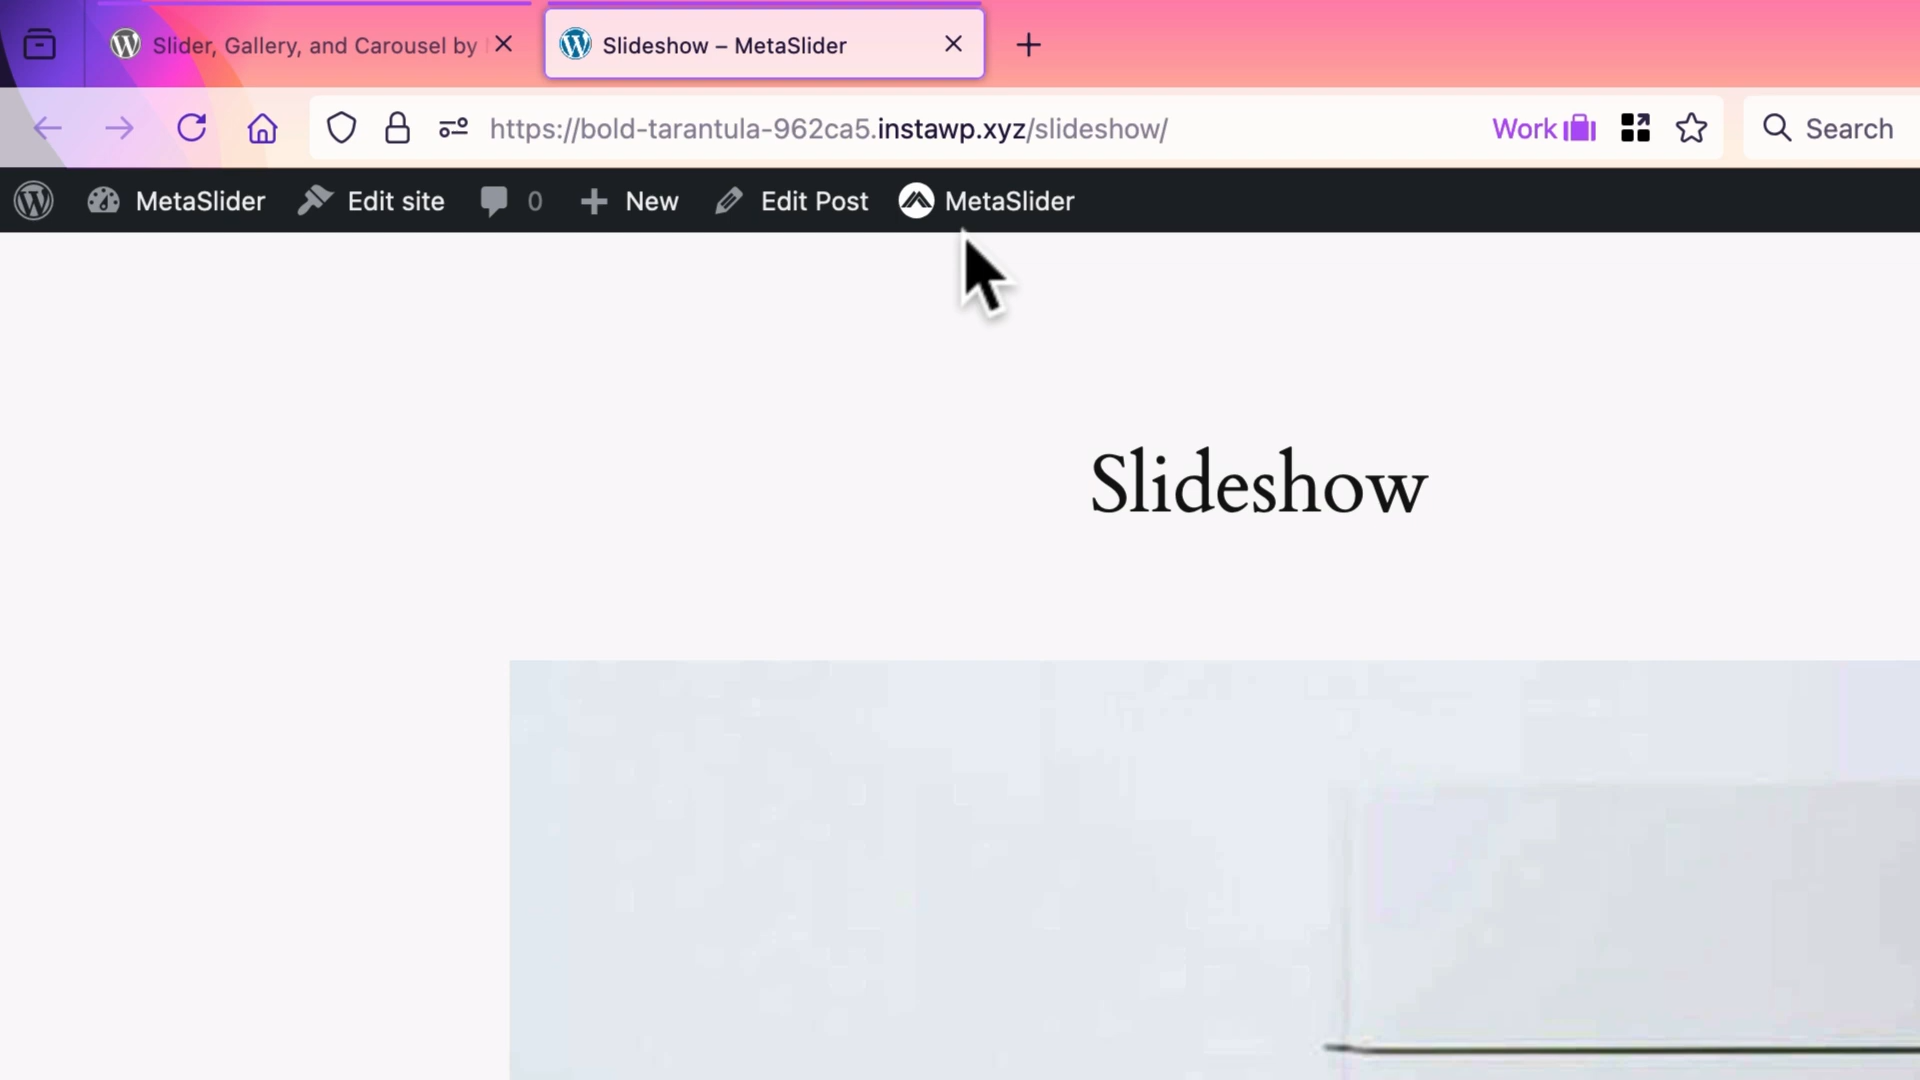 Slider, Gallery, and Carousel by
Slideshow – MetaSlider
https://bold-tarantula-962ca5.instawp.xyz/slideshow/
Work
Search
MetaSlider
Edit site
0
New
Edit Post
MetaSlider
Slideshow